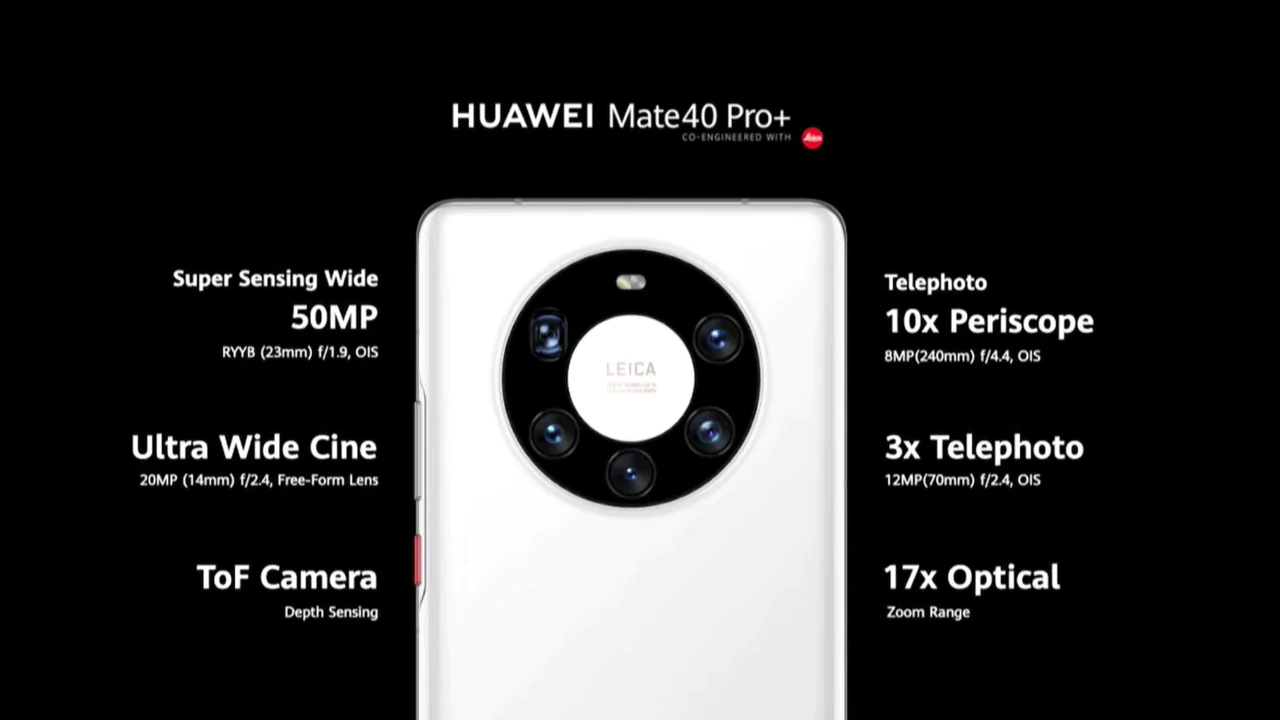 HUAWEI Mate40 Pro+
CO-ENGINEERED WITH Leica
Super Sensing Wide
50MP
RYYB (23mm) f/1.9, OIS
Ultra Wide Cine
20MP (14mm) f/2.4, Free-Form Lens
ToF Camera
Depth Sensing
LEICA
Telephoto
10x Periscope
8MP(240mm) f/4.4, OIS
3x Telephoto
12MP(70mm) f/2.4, OIS
17x Optical
Zoom Range